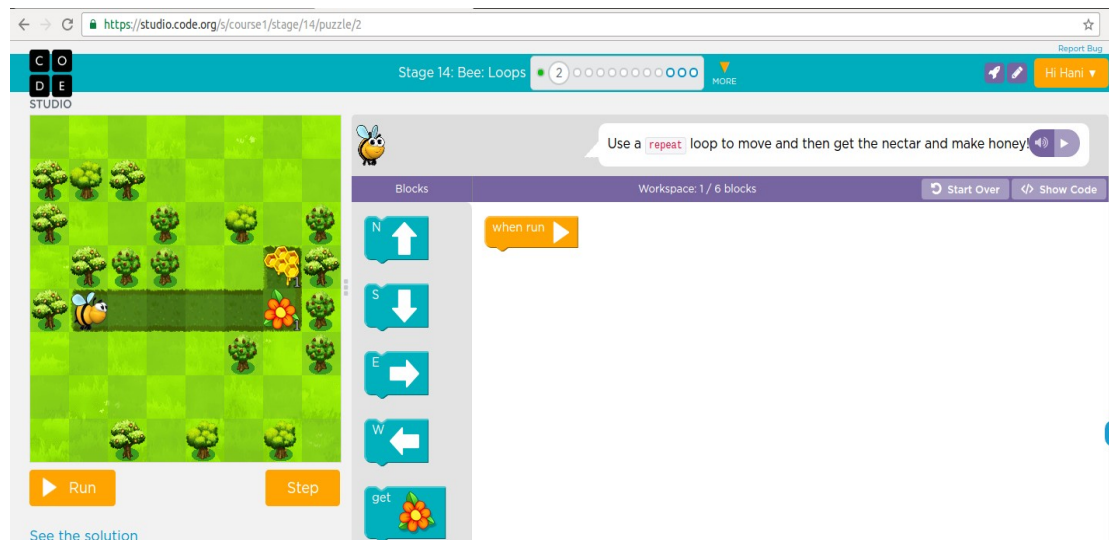 https://studio.code.org/s/course1/stage/14/puzzle/2
Report Bug
C O
D E
STUDIO
Stage 14: Bee: Loops
2
MORE
Hi Hani
Use a repeat loop to move and then get the nectar and make honey!
Blocks
Workspace: 1 / 6 blocks
Start Over
</> Show Code
when run
N
S
E
W
get
1
1
Run
Step
See the solution